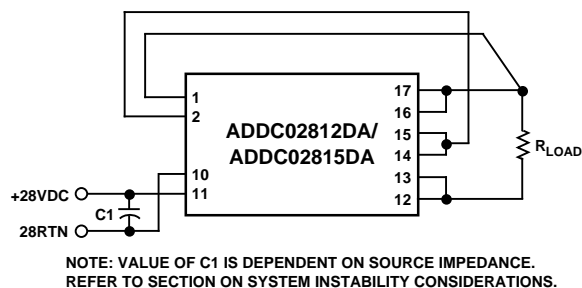 1
2
10
11
ADDC02812DA/
ADDC02815DA
17
16
15
14
13
12
R LOAD
+28VDC
C1
28RTN
NOTE: VALUE OF C1 IS DEPENDENT ON SOURCE IMPEDANCE.
REFER TO SECTION ON SYSTEM INSTABILITY CONSIDERATIONS.